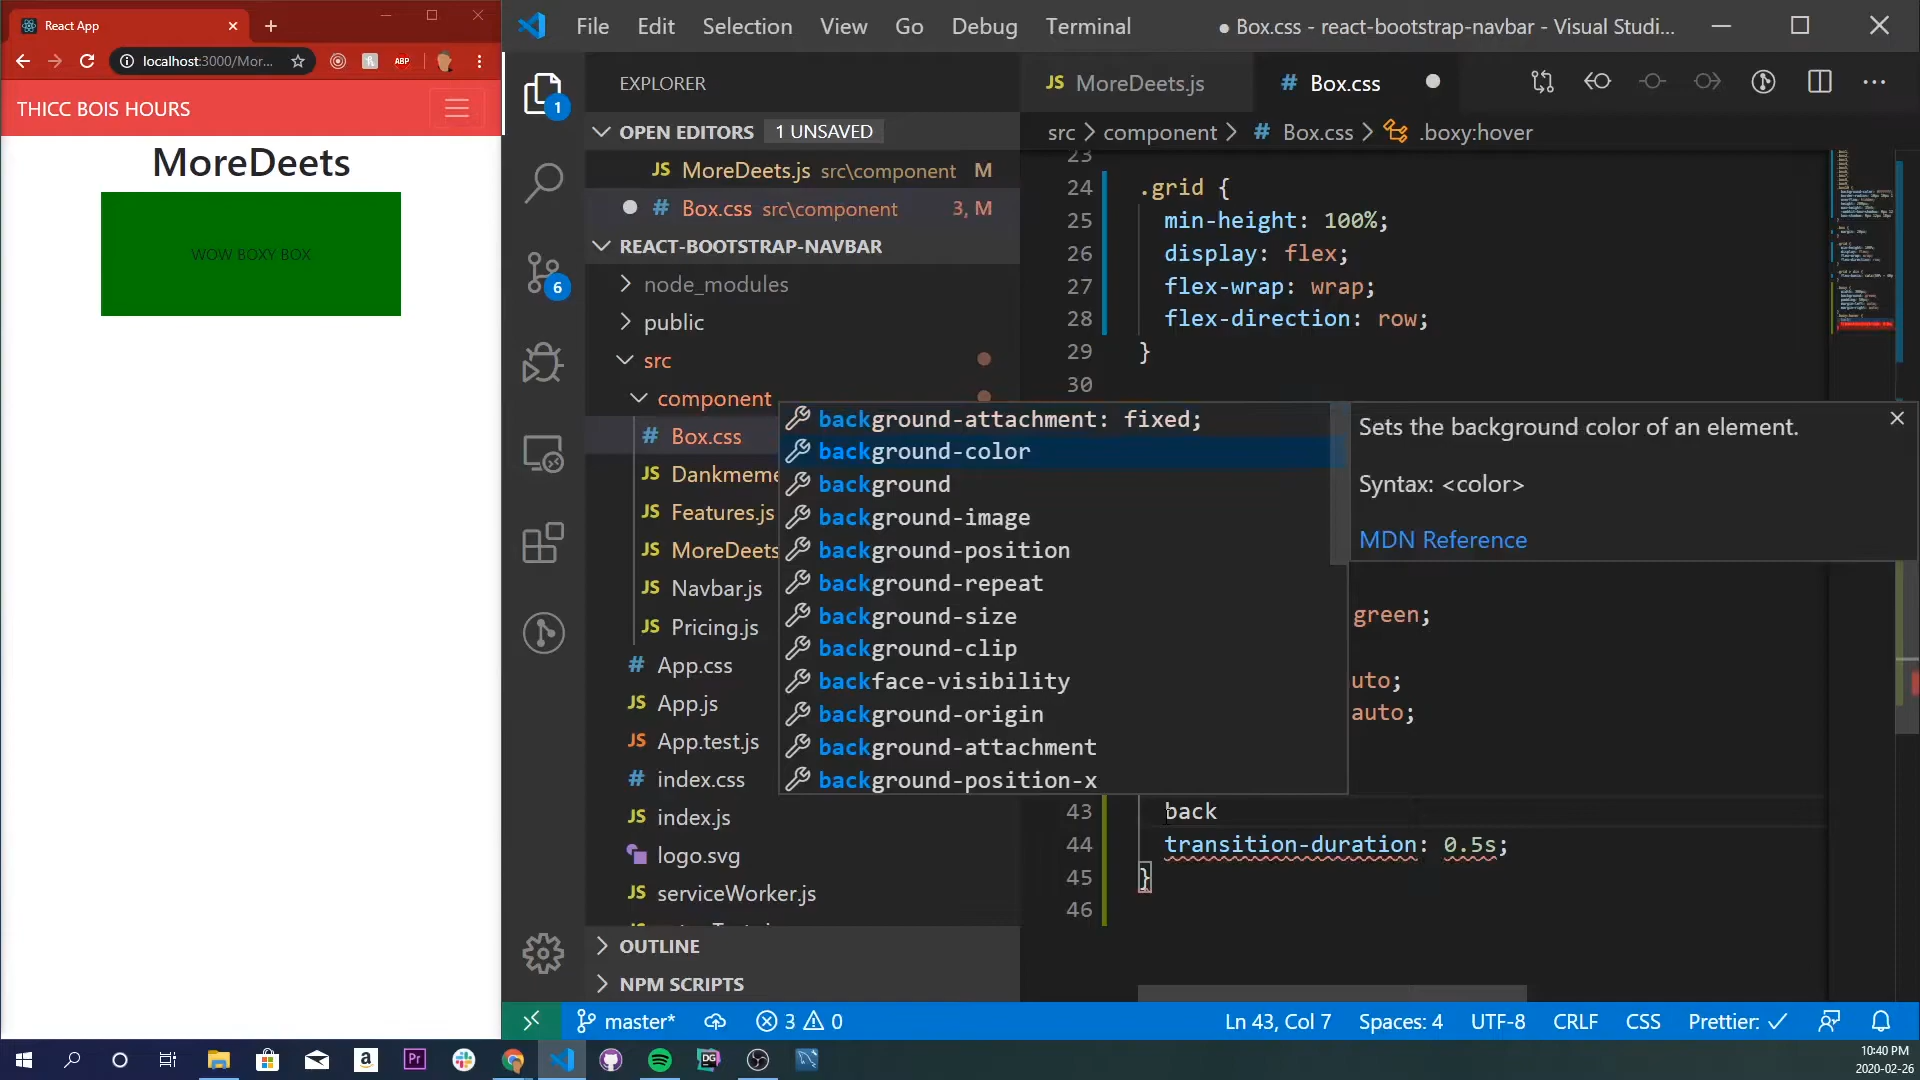 React App
localhost:3000/Mor...
ABP
THICC BOIS HOURS
MoreDeets
WOW BOXY BOX
File Edit Selection View Go Debug Terminal
● Box.css - react-bootstrap-navbar - Visual Studi...
EXPLORER
OPEN EDITORS 1 UNSAVED
JS MoreDeets.js src\component M
# Box.css src\component 3, M
REACT-BOOTSTRAP-NAVBAR
node_modules
public
src
component
# Box.css
JS Dankmeme
JS Features.js
JS MoreDeets
JS Navbar.js
JS Pricing.js
# App.css
JS App.js
JS App.test.js
# index.css
JS index.js
logo.svg
JS serviceWorker.js
OUTLINE
NPM SCRIPTS
1
6
JS MoreDeets.js
# Box.css
src > component > # Box.css > .boxy:hover
23
24 .grid {
25 min-height: 100%;
26 display: flex;
27 flex-wrap: wrap;
28 flex-direction: row;
29 }
30
background-attachment: fixed;
background-color
background
background-image
background-position
background-repeat
background-size
background-clip
backface-visibility
background-origin
background-attachment
background-position-x
Sets the background color of an element.
Syntax: <color>
MDN Reference
green;
uto;
auto;
43 back
44 transition-duration: 0.5s;
45 }
46
master* 3 0
Ln 43, Col 7 Spaces: 4 UTF-8 CRLF CSS Prettier: ✓
a Pr DG
10:40 PM
2020-02-26